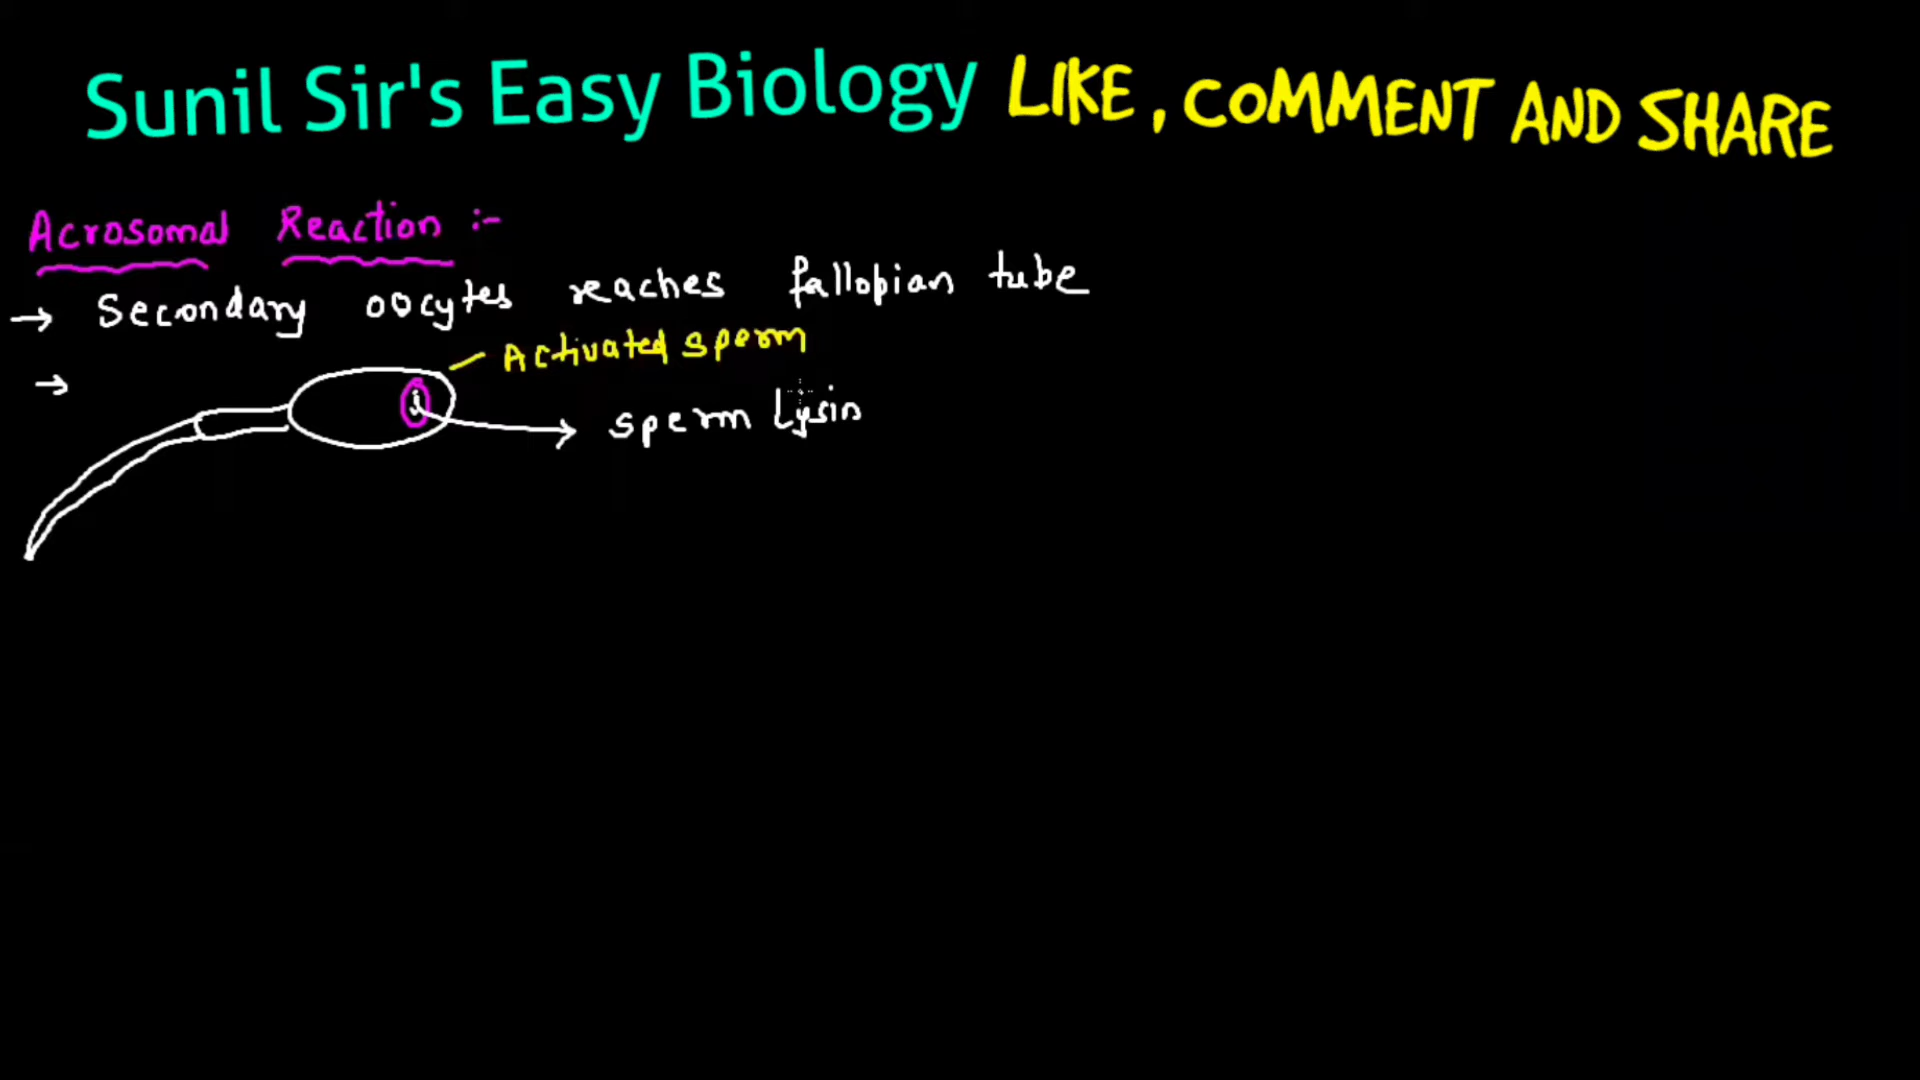 Sunil Sir's Easy Biology LIKE, COMMENT AND SHARE
Acrosomal Reaction :-
→ Secondary oocytes reaches fallopian tube
Activated sperm
→
sperm Lysin